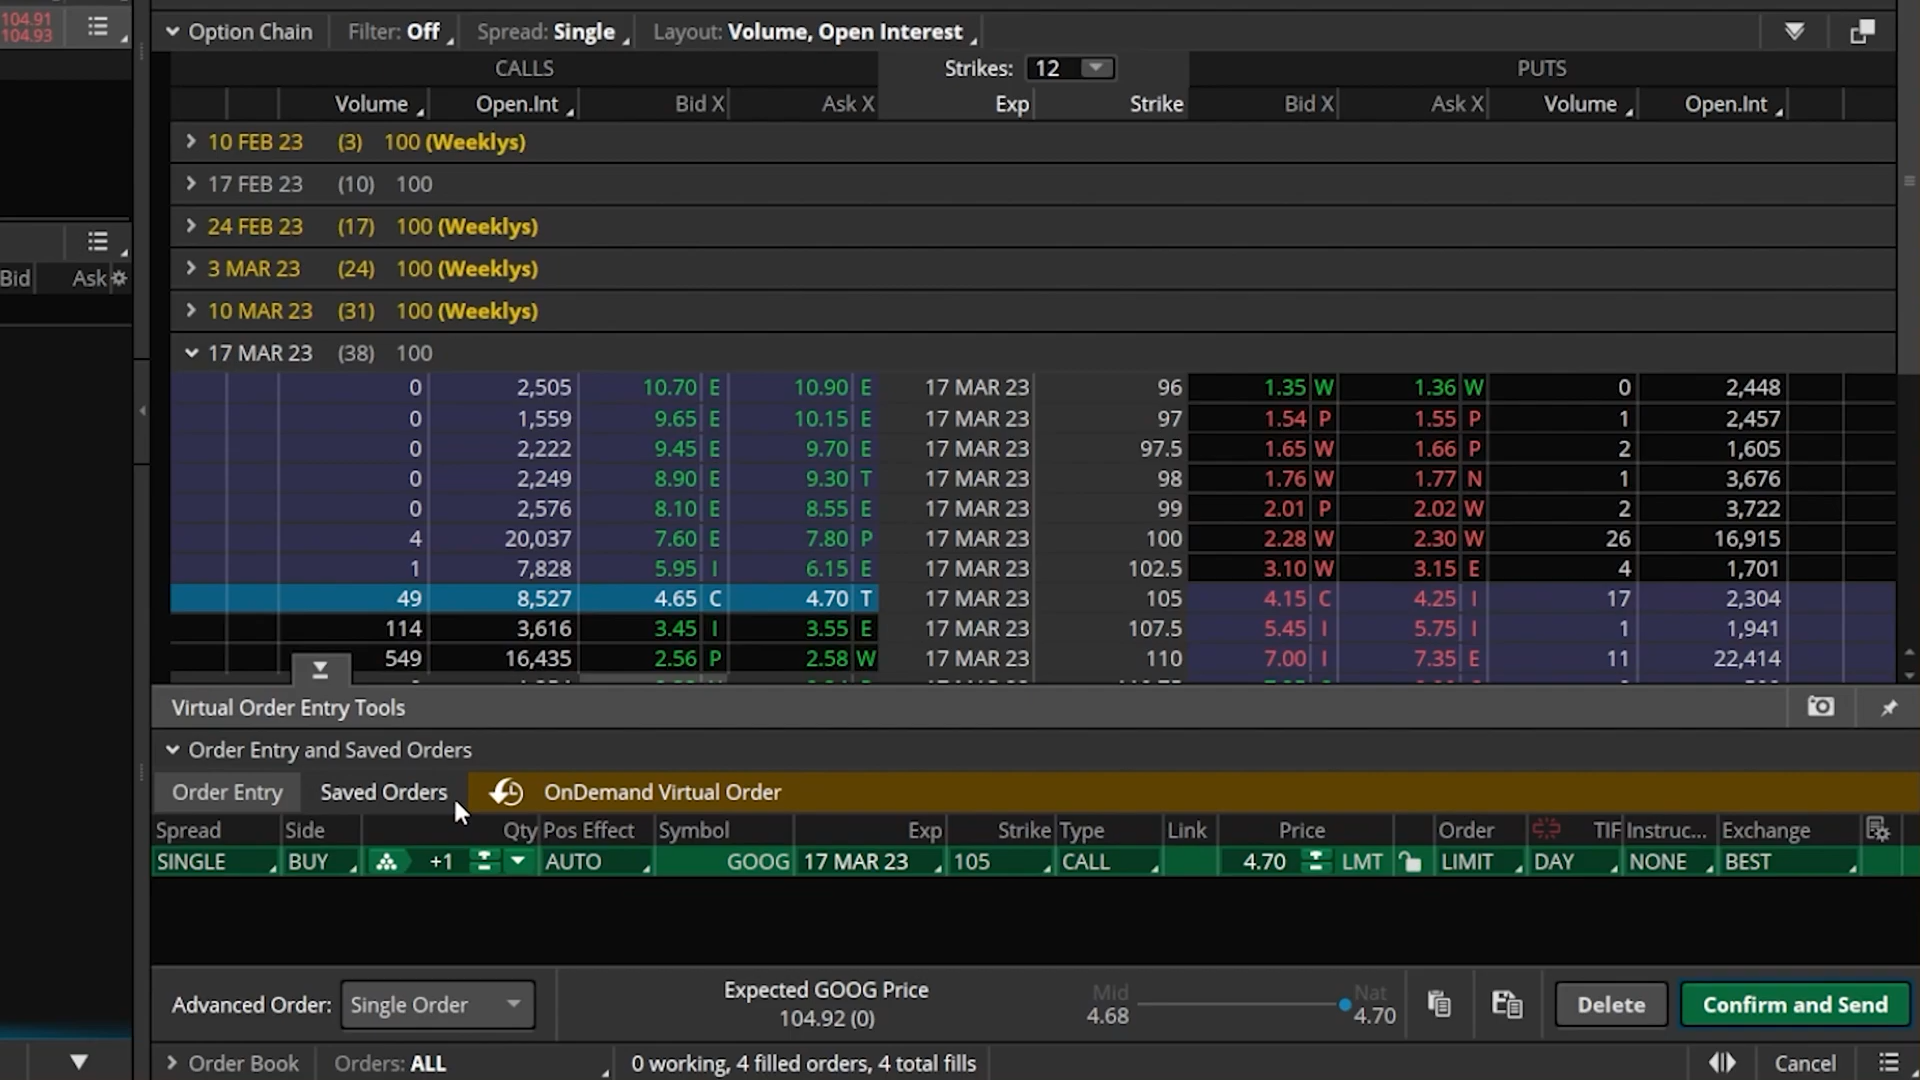 104.91
104.93
Option Chain Filter: Off Spread: Single Layout: Volume, Open Interest
CALLS Strikes: 12 PUTS
Volume Open.Int Bid X Ask X Exp Strike Bid X Ask X Volume Open.Int
10 FEB 23 (3) 100 (Weeklys)
17 FEB 23 (10) 100
24 FEB 23 (17) 100 (Weeklys)
3 MAR 23 (24) 100 (Weeklys)
Bid Ask
10 MAR 23 (31) 100 (Weeklys)
17 MAR 23 (38) 100
0 2,505 10.70 E 10.90 E 17 MAR 23 96 1.35 W 1.36 W 0 2,448
0 1,559 9.65 E 10.15 E 17 MAR 23 97 1.54 P 1.55 P 1 2,457
0 2,222 9.45 E 9.70 E 17 MAR 23 97.5 1.65 W 1.66 P 2 1,605
0 2,249 8.90 E 9.30 T 17 MAR 23 98 1.76 W 1.77 N 1 3,676
0 2,576 8.10 E 8.55 E 17 MAR 23 99 2.01 P 2.02 W 2 3,722
4 20,037 7.60 E 7.80 P 17 MAR 23 100 2.28 W 2.30 W 26 16,915
1 7,828 5.95 I 6.15 E 17 MAR 23 102.5 3.10 W 3.15 E 4 1,701
49 8,527 4.65 C 4.70 T 17 MAR 23 105 4.15 C 4.25 I 17 2,304
114 3,616 3.45 I 3.55 E 17 MAR 23 107.5 5.45 I 5.75 I 1 1,941
549 16,435 2.56 P 2.58 W 17 MAR 23 110 7.00 I 7.35 E 11 22,414
Virtual Order Entry Tools
Order Entry and Saved Orders
Order Entry Saved Orders OnDemand Virtual Order
Spread Side Qty Pos Effect Symbol Exp Strike Type Link Price Order TIF Instruc... Exchange
SINGLE BUY +1 AUTO GOOG 17 MAR 23 105 CALL 4.70 LMT LIMIT DAY NONE BEST
Advanced Order: Single Order
Expected GOOG Price
104.92 (0)
Mid
4.68
Nat
4.70
Delete Confirm and Send
Order Book Orders: ALL 0 working, 4 filled orders, 4 total fills Cancel